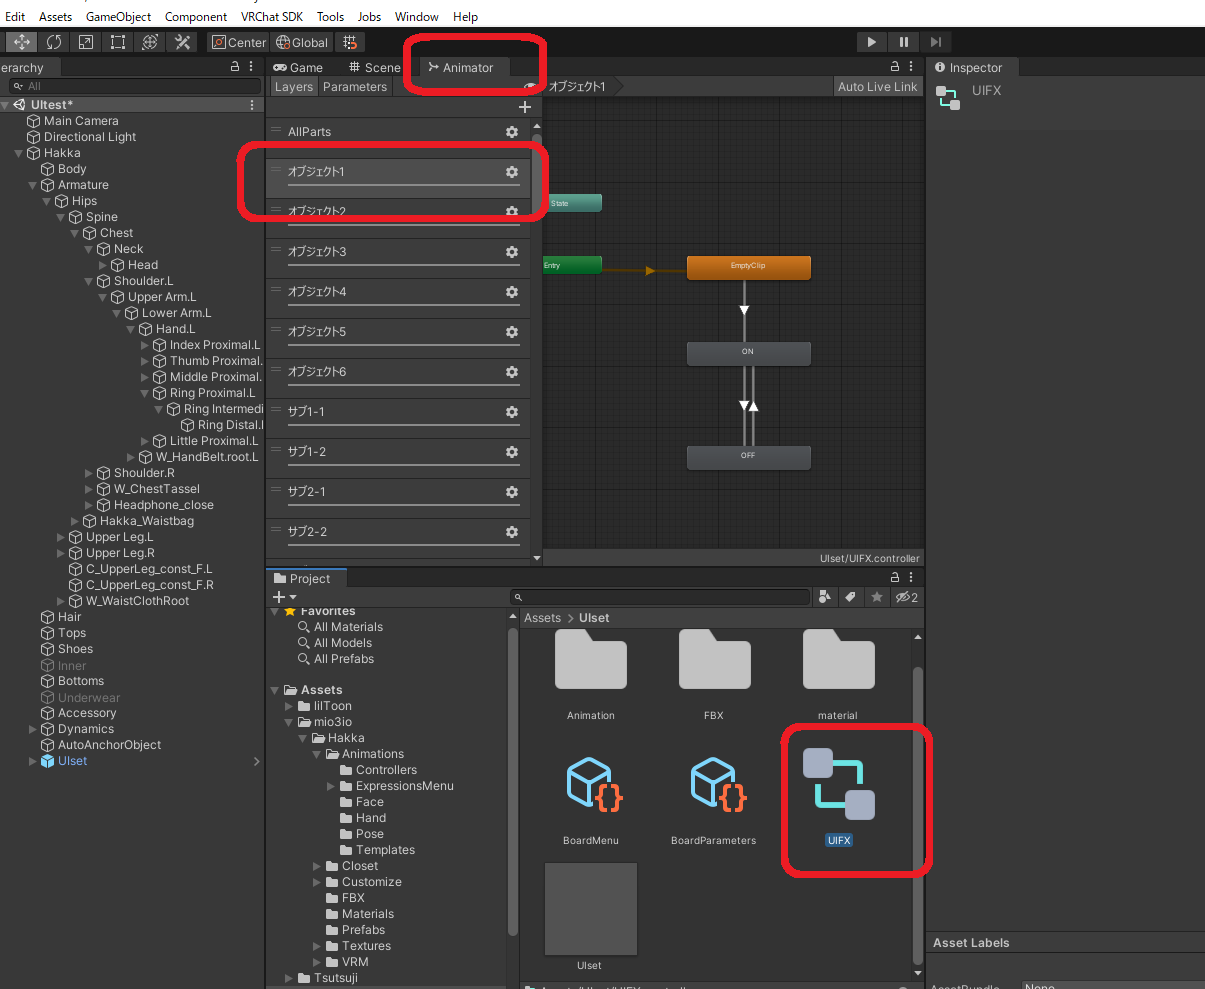 Edit Assets GameObject Component VRChat SDK Tools Jobs Window Help
Center Global
erarchy
All
UItest*
Main Camera
Directional Light
Hakka
Body
Armature
Hips
Spine
Chest
Neck
Head
Shoulder.L
Upper Arm.L
Lower Arm.L
Hand.L
Index Proximal.L
Thumb Proximal.
Middle Proximal.
Ring Proximal.L
Ring Intermedi
Ring Distal.
Little Proximal.L
W_HandBelt.root.L
Shoulder.R
W_ChestTassel
Headphone_close
Hakka_Waistbag
Upper Leg.L
Upper Leg.R
C_UpperLeg_const_F.L
C_UpperLeg_const_F.R
W_WaistClothRoot
Hair
Tops
Shoes
Inner
Bottoms
Underwear
Accessory
Dynamics
AutoAnchorObject
UIset
Game Scene Animator
Layers Parameters オブジェクト1 Auto Live Link
AllParts
オブジェクト1
オブジェクト2
オブジェクト3
オブジェクト4
オブジェクト5
オブジェクト6
サブ1-1
サブ1-2
サブ2-1
サブ2-2
State
Entry
EmptyClip
ON
OFF
UIset/UIFX.controller
Project
2
Favorites
All Materials
All Models
All Prefabs
Assets
lilToon
mio3io
Hakka
Animations
Controllers
ExpressionsMenu
Face
Hand
Pose
Templates
Closet
Customize
FBX
Materials
Prefabs
Textures
VRM
Tsutsuji
Assets > UIset
Animation FBX material
BoardMenu BoardParameters UIFX
UIset
Assets/UIset/UIFX.controller
Inspector
UIFX
Asset Labels
AssetBundle None